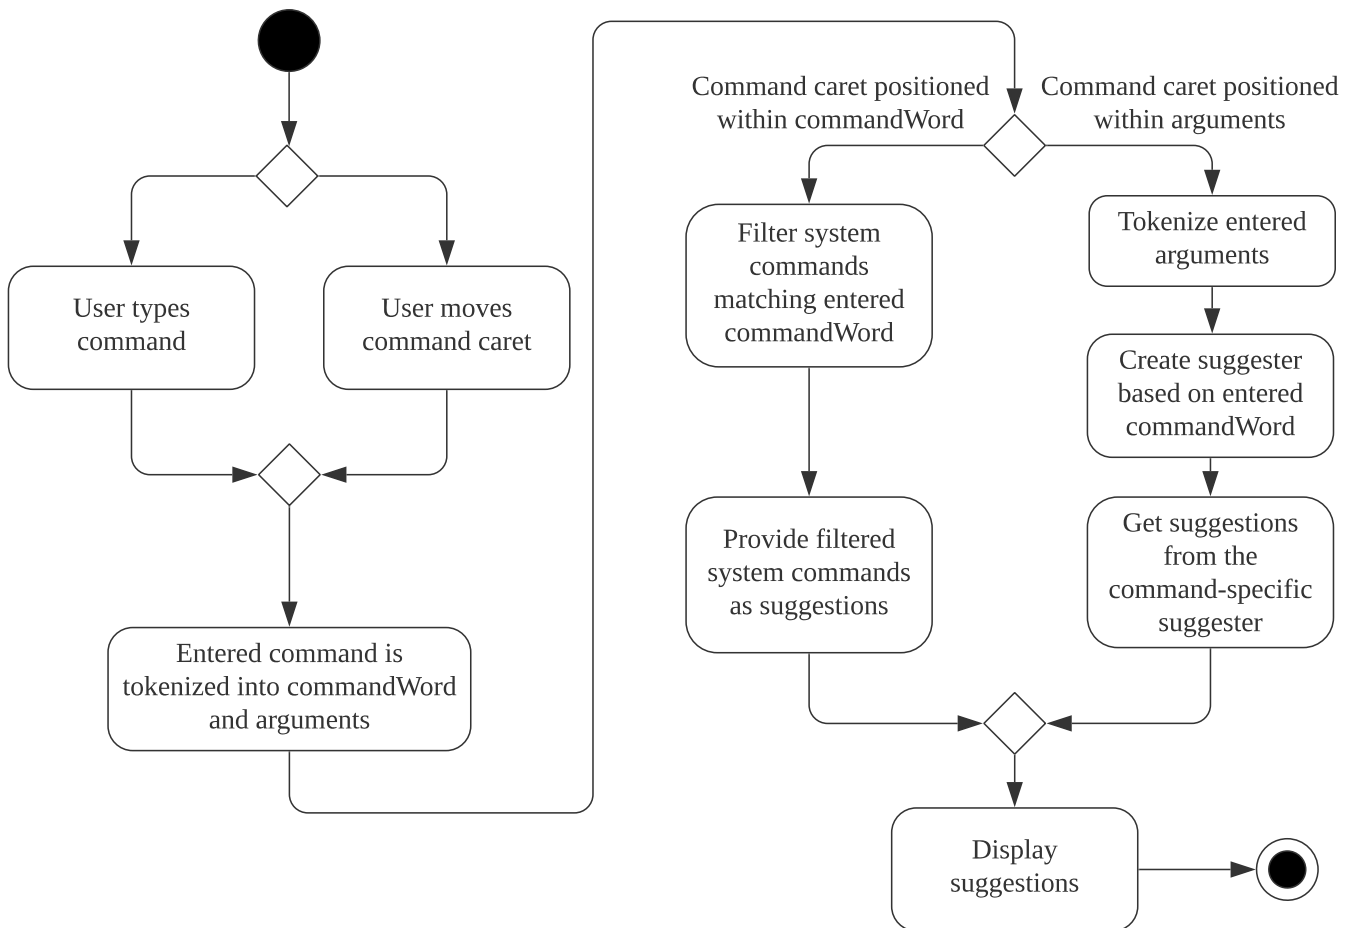 User types
command
User moves
command caret
Entered command is
tokenized into commandWord
and arguments
Command caret positioned
within commandWord
Command caret positioned
within arguments
Filter system
commands
matching entered
commandWord
Provide filtered
system commands
as suggestions
Tokenize entered
arguments
Create suggester
based on entered
commandWord
Get suggestions
from the
command-specific
suggester
Display
suggestions